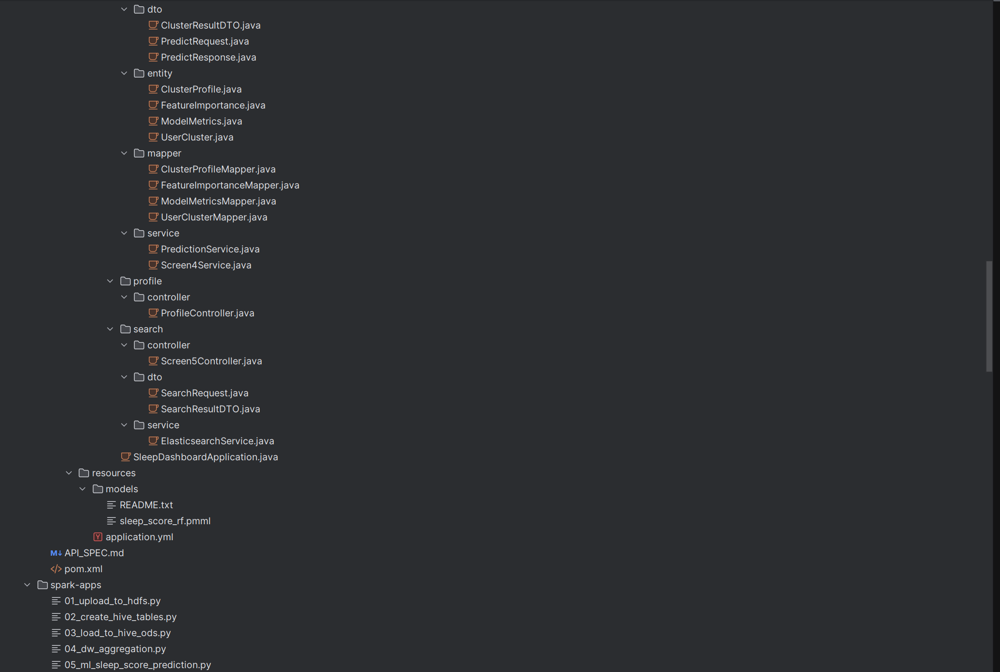 dto
ClusterResultDTO.java
PredictRequest.java
PredictResponse.java
entity
ClusterProfile.java
FeatureImportance.java
ModelMetrics.java
UserCluster.java
mapper
ClusterProfileMapper.java
FeatureImportanceMapper.java
ModelMetricsMapper.java
UserClusterMapper.java
service
PredictionService.java
Screen4Service.java
profile
controller
ProfileController.java
search
controller
Screen5Controller.java
dto
SearchRequest.java
SearchResultDTO.java
service
ElasticsearchService.java
SleepDashboardApplication.java
resources
models
README.txt
sleep_score_rf.pmml
Y application.yml
M↓ API_SPEC.md
</> pom.xml
spark-apps
01_upload_to_hdfs.py
02_create_hive_tables.py
03_load_to_hive_ods.py
04_dw_aggregation.py
05_ml_sleep_score_prediction.py